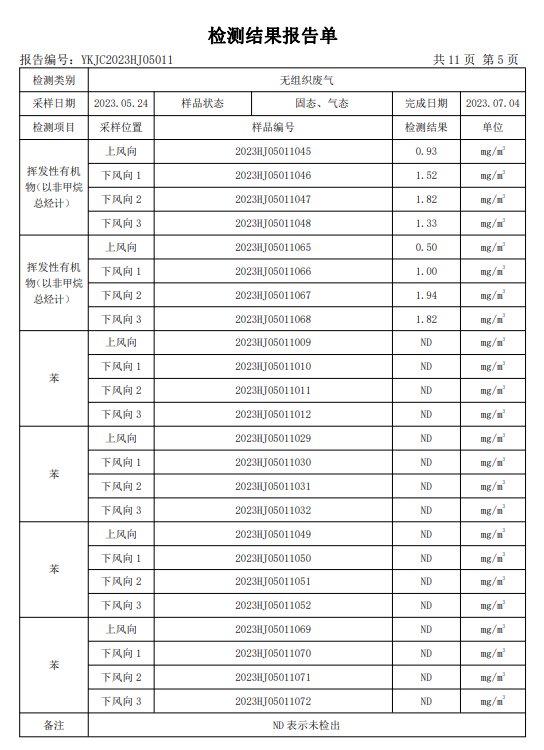 检测结果报告单
报告编号：YKJC2023HJ05011 共 11 页 第 5 页
检测类别 无组织废气
采样日期 2023.05.24 样品状态 固态、气态 完成日期 2023.07.04
检测项目 采样位置 样品编号 检测结果 单位
挥发性有机
物（以非甲烷
总烃计）
上风向 2023HJ05011045 0.93 mg/m³
下风向 1 2023HJ05011046 1.52 mg/m³
下风向 2 2023HJ05011047 1.82 mg/m³
下风向 3 2023HJ05011048 1.33 mg/m³
挥发性有机
物（以非甲烷
总烃计）
上风向 2023HJ05011065 0.50 mg/m³
下风向 1 2023HJ05011066 1.00 mg/m³
下风向 2 2023HJ05011067 1.94 mg/m³
下风向 3 2023HJ05011068 1.82 mg/m³
苯
上风向 2023HJ05011009 ND mg/m³
下风向 1 2023HJ05011010 ND mg/m³
下风向 2 2023HJ05011011 ND mg/m³
下风向 3 2023HJ05011012 ND mg/m³
苯
上风向 2023HJ05011029 ND mg/m³
下风向 1 2023HJ05011030 ND mg/m³
下风向 2 2023HJ05011031 ND mg/m³
下风向 3 2023HJ05011032 ND mg/m³
苯
上风向 2023HJ05011049 ND mg/m³
下风向 1 2023HJ05011050 ND mg/m³
下风向 2 2023HJ05011051 ND mg/m³
下风向 3 2023HJ05011052 ND mg/m³
苯
上风向 2023HJ05011069 ND mg/m³
下风向 1 2023HJ05011070 ND mg/m³
下风向 2 2023HJ05011071 ND mg/m³
下风向 3 2023HJ05011072 ND mg/m³
备注 ND 表示未检出